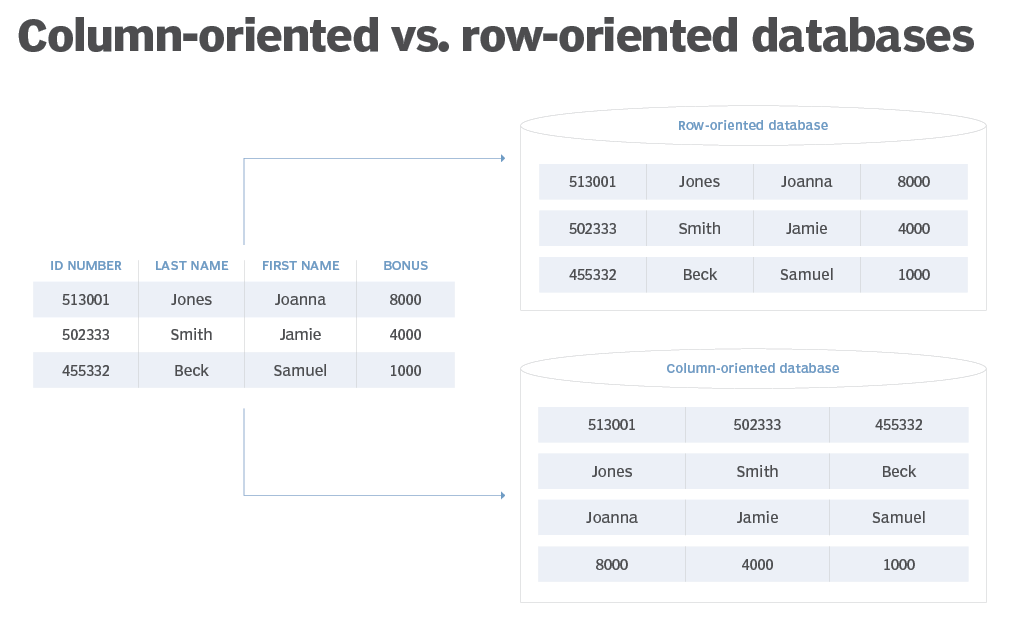 Column-oriented vs. row-oriented databases
ID NUMBER LAST NAME FIRST NAME BONUS
513001 Jones Joanna 8000
502333 Smith Jamie 4000
455332 Beck Samuel 1000
Row-oriented database
513001 Jones Joanna 8000
502333 Smith Jamie 4000
455332 Beck Samuel 1000
Column-oriented database
513001 502333 455332
Jones Smith Beck
Joanna Jamie Samuel
8000 4000 1000